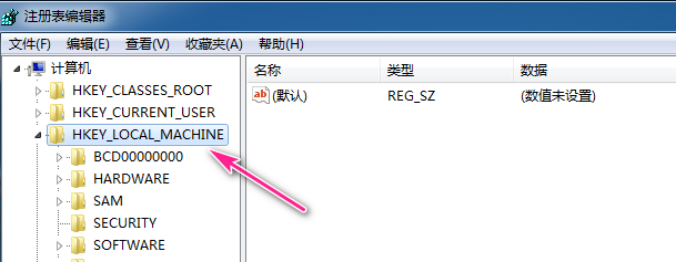 注册表编辑器
文件(F) 编辑(E) 查看(V) 收藏夹(A) 帮助(H)
计算机
HKEY_CLASSES_ROOT
HKEY_CURRENT_USER
HKEY_LOCAL_MACHINE
BCD00000000
HARDWARE
SAM
SECURITY
SOFTWARE
名称 类型 数据
ab (默认) REG_SZ (数值未设置)